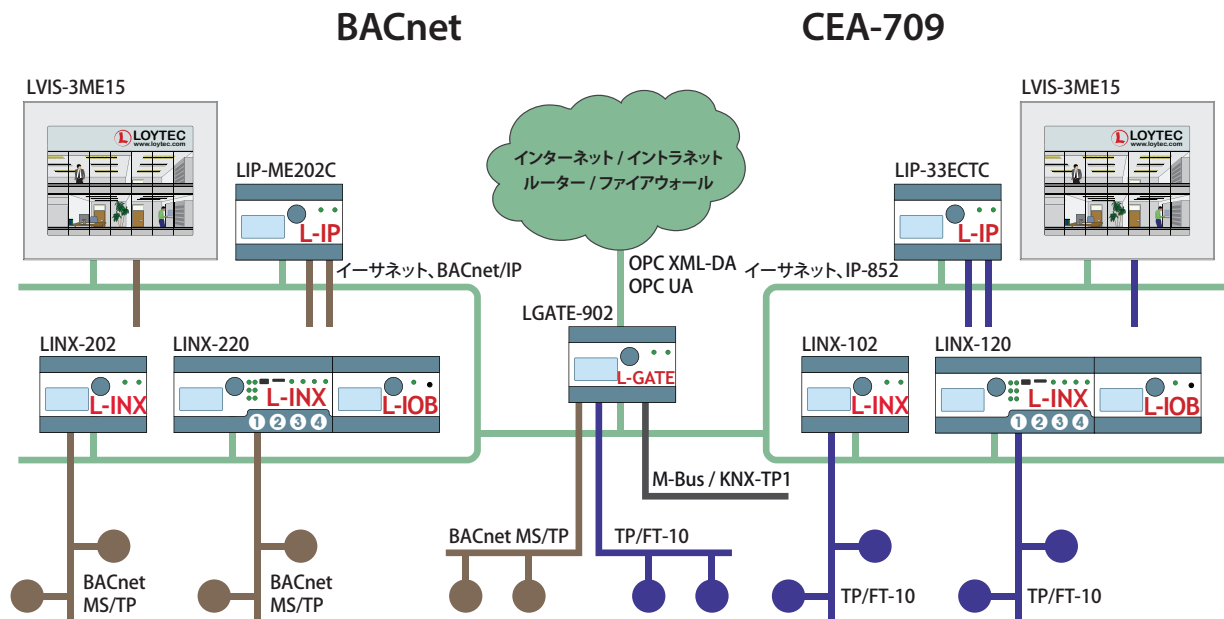 BACnet
CEA-709
LVIS-3ME15
LOYTEC
www.loytec.com
LIP-ME202C
L-IP
イーサネット、BACnet/IP
インターネット / イントラネット
ルーター / ファイアウォール
OPC XML-DA
OPC UA
LIP-33ECTC
L-IP
イーサネット、IP-852
LVIS-3ME15
LOYTEC
www.loytec.com
LINX-202
L-INX
LINX-220
L-INX
1 2 3 4
L-IOB
LGATE-902
L-GATE
LINX-102
L-INX
LINX-120
L-INX
1 2 3 4
L-IOB
M-Bus / KNX-TP1
BACnet MS/TP
TP/FT-10
BACnet
MS/TP
BACnet
MS/TP
TP/FT-10
TP/FT-10